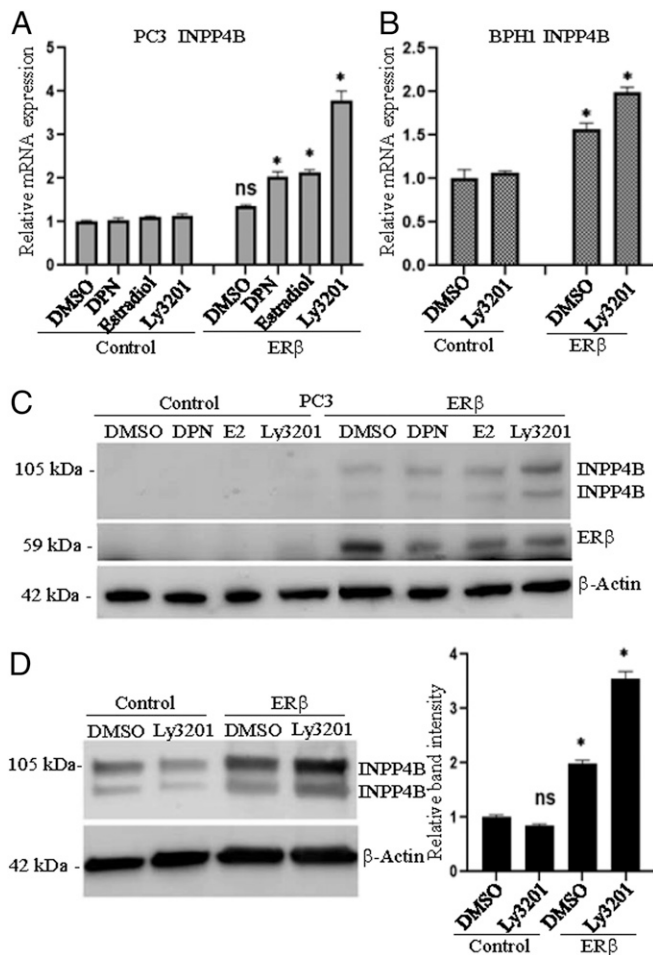 A
PC3 INPP4B
Relative mRNA expression
5
4
3
2
1
0
ns
*
*
*
DMSO
DPN
Estradiol
Ly3201
DMSO
DPN
Estradiol
Ly3201
Control
ERβ
B
BPH1 INPP4B
Relative mRNA expression
2.5
2.0
1.5
1.0
0.5
0.0
*
*
DMSO
Ly3201
DMSO
Ly3201
Control
ERβ
C
Control PC3 ERβ
DMSO DPN E2 Ly3201 DMSO DPN E2 Ly3201
105 kDa -
INPP4B
INPP4B
59 kDa -
ERβ
42 kDa -
β-Actin
D
Control ERβ
DMSO Ly3201 DMSO Ly3201
105 kDa-
INPP4B
INPP4B
42 kDa -
β-Actin
Relative band intensity
4
2
1
0
ns
*
*
DMSO
Ly3201
DMSO
Ly3201
Control
ERβ